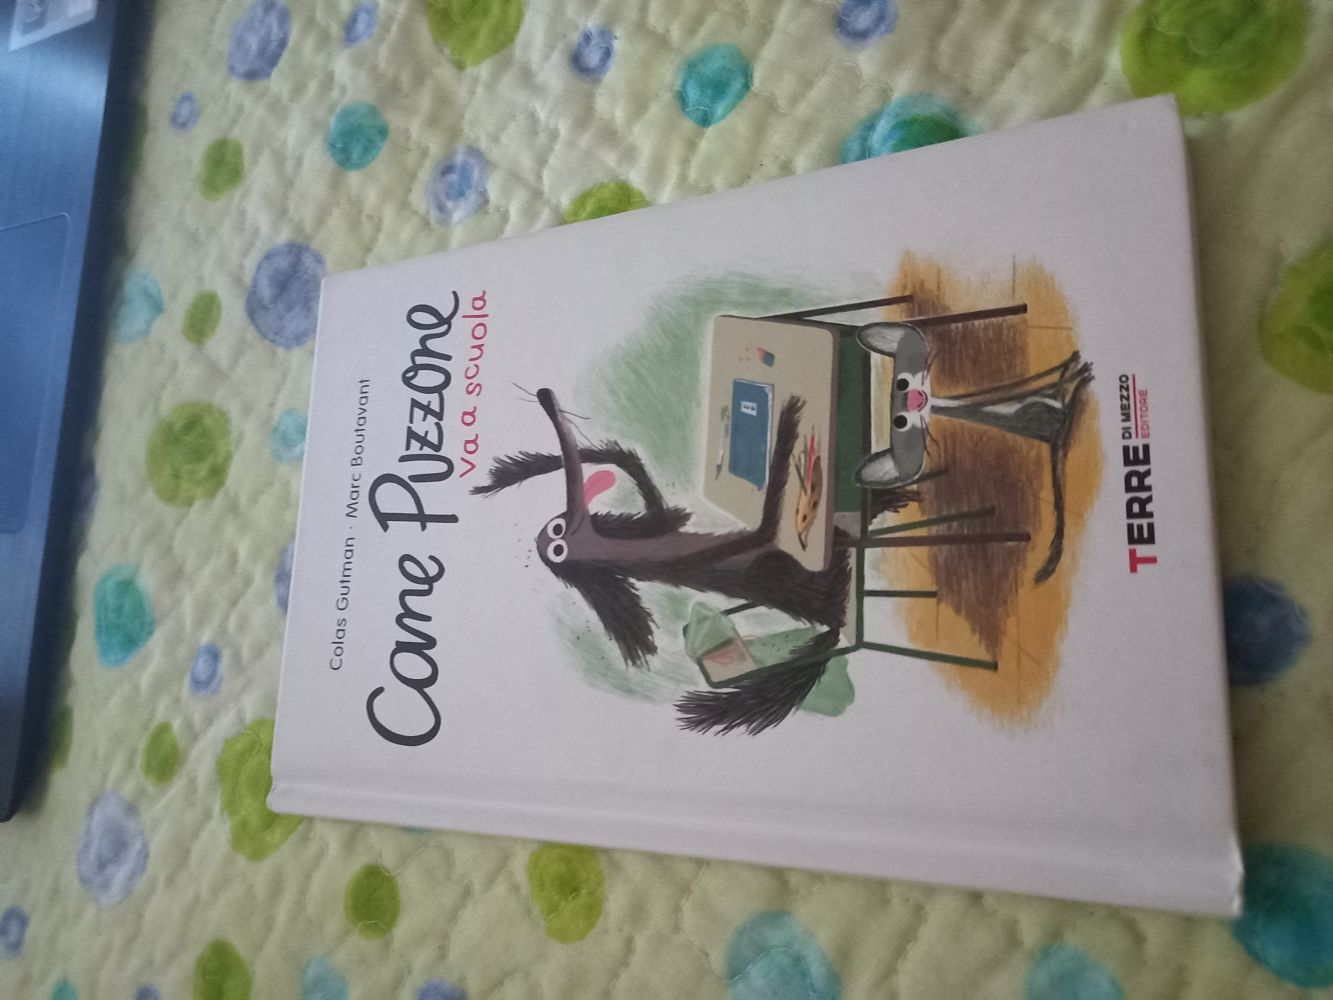 Colas Gutman · Marc Boutavant
Cane Puzzone
va a scuola
TERRE DI MEZZO
EDITORE